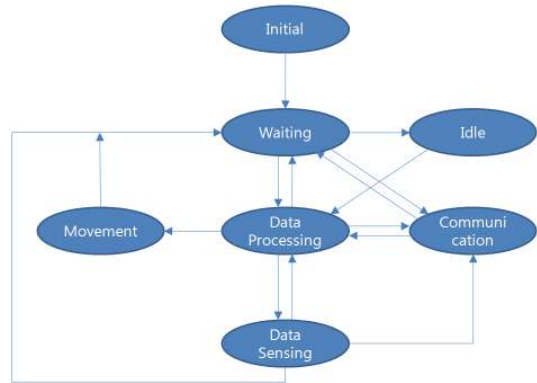 Initial
Waiting
Idle
Movement
Data
Processing
Communi
cation
Data
Sensing